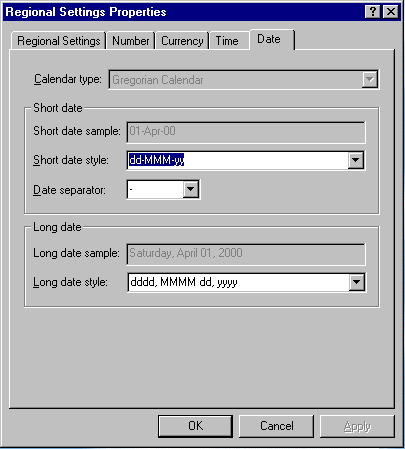 Regional Settings Properties
Regional Settings Number Currency Time Date
Calendar type: Gregorian Calendar
Short date
Short date sample: 01-Apr-00
Short date style: dd-MMM-yy
Date separator: -
Long date
Long date sample: Saturday, April 01, 2000
Long date style: dddd, MMMM dd, yyyy
OK Cancel Apply